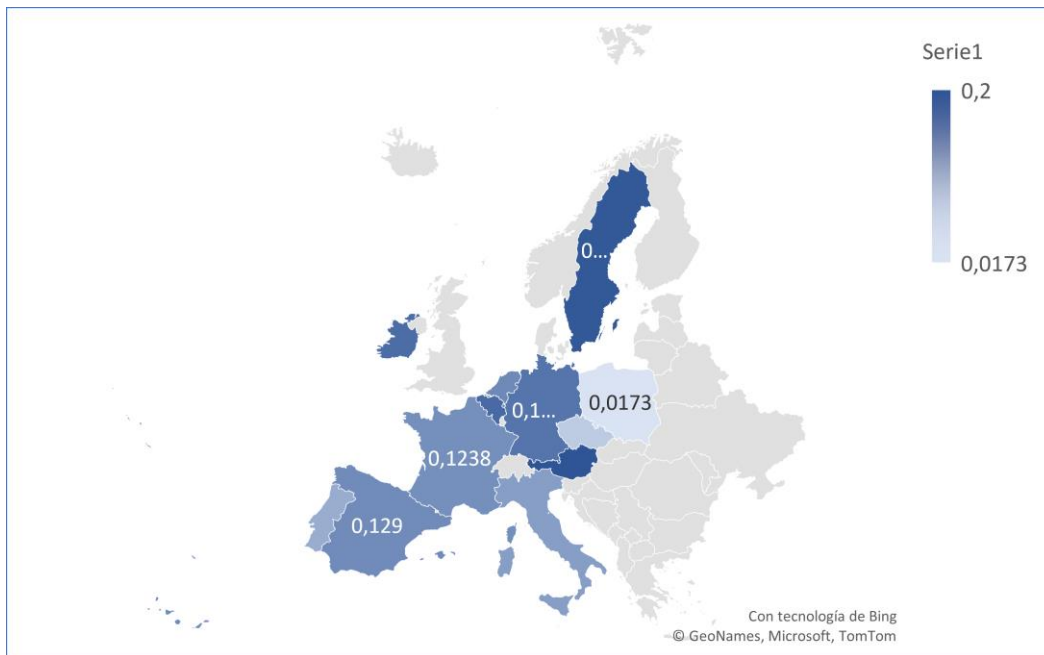 Serie1
0,2
0,0173
0...
0,1...
0,0173
0,1238
0,129
Con tecnología de Bing
© GeoNames, Microsoft, TomTom